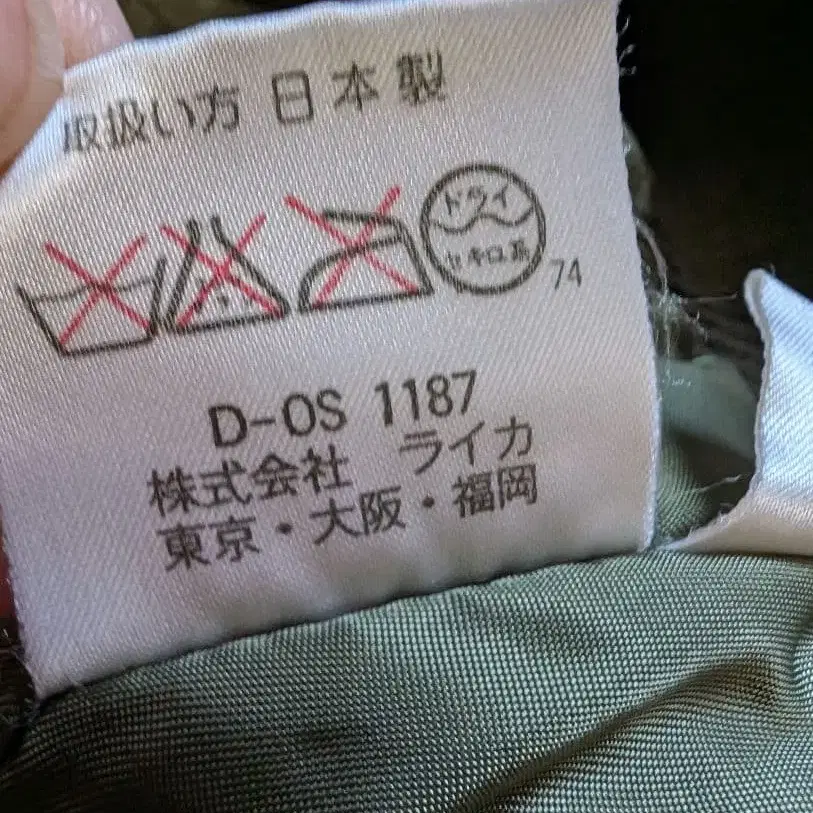 取扱い方 日本製
ドライ
セキユ系
74
D-OS 1187
株式会社 ライカ
東京・大阪・福岡